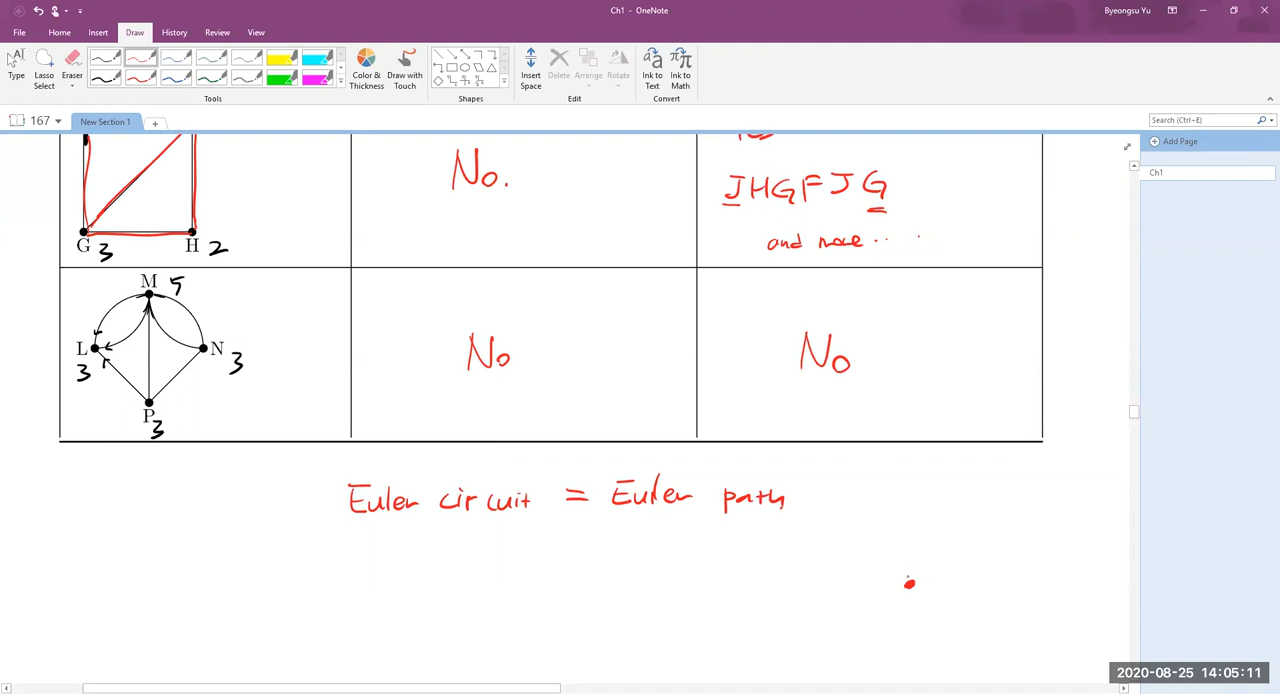 Ch1 - OneNote
Byeongsu Yu
File Home Insert Draw History Review View
Type
Lasso Select
Eraser
Color & Thickness
Draw with Touch
Insert Space
Delete
Arrange
Rotate
Ink to Text
Ink to Math
Tools
Shapes
Edit
Convert
167
New Section 1
Search (Ctrl+E)
Add Page
Ch1
No.
JHGFJG
G 3
H 2
and more...
M 5
L
3
N
3
P
3
No
No
Euler circuit = Euler path,
2020-08-25 14:05:11